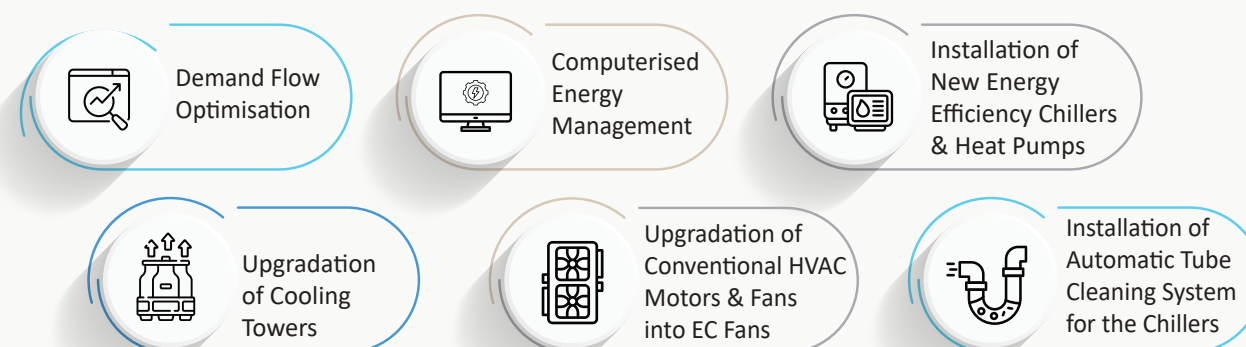 Demand Flow
Optimisation
Computerised
Energy
Management
Installation of
New Energy
Efficiency Chillers
& Heat Pumps
Upgradation
of Cooling
Towers
Upgradation of
Conventional HVAC
Motors & Fans
into EC Fans
Installation of
Automatic Tube
Cleaning System
for the Chillers